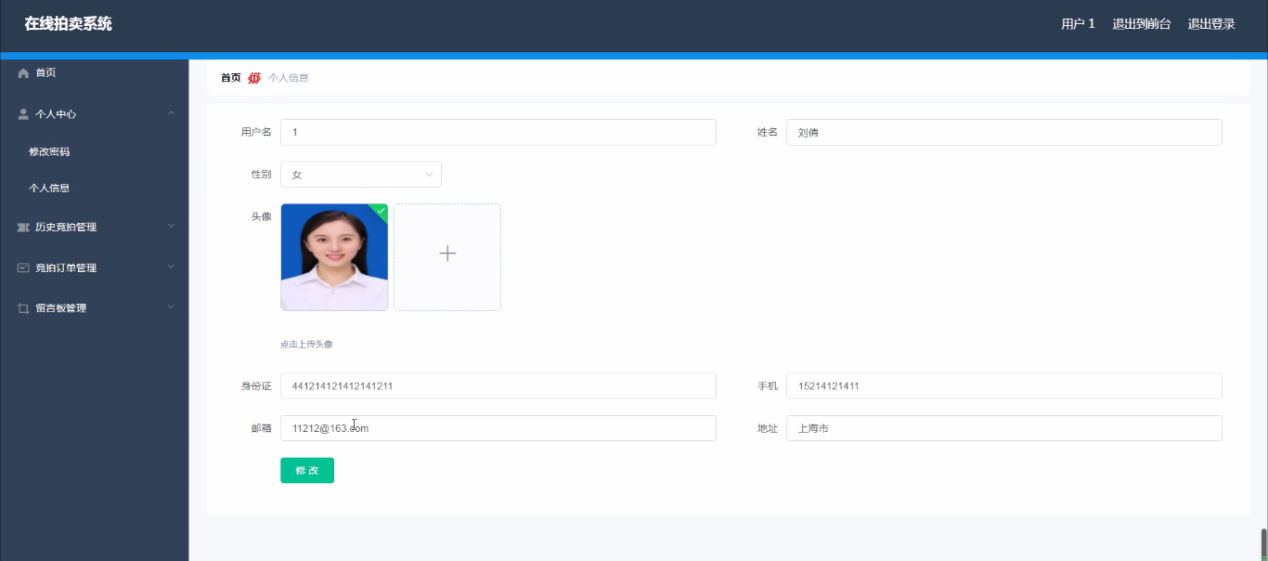 在线拍卖系统
用户 1 退出到前台 退出登录
首页
个人中心
修改密码
个人信息
历史竞拍管理
竞拍订单管理
留言板管理
首页 个人信息
用户名 1 姓名 刘倩
性别 女
头像
点击上传头像
身份证 441214121412141211 手机 15214121411
邮箱 11212@163.com 地址 上海市
修改